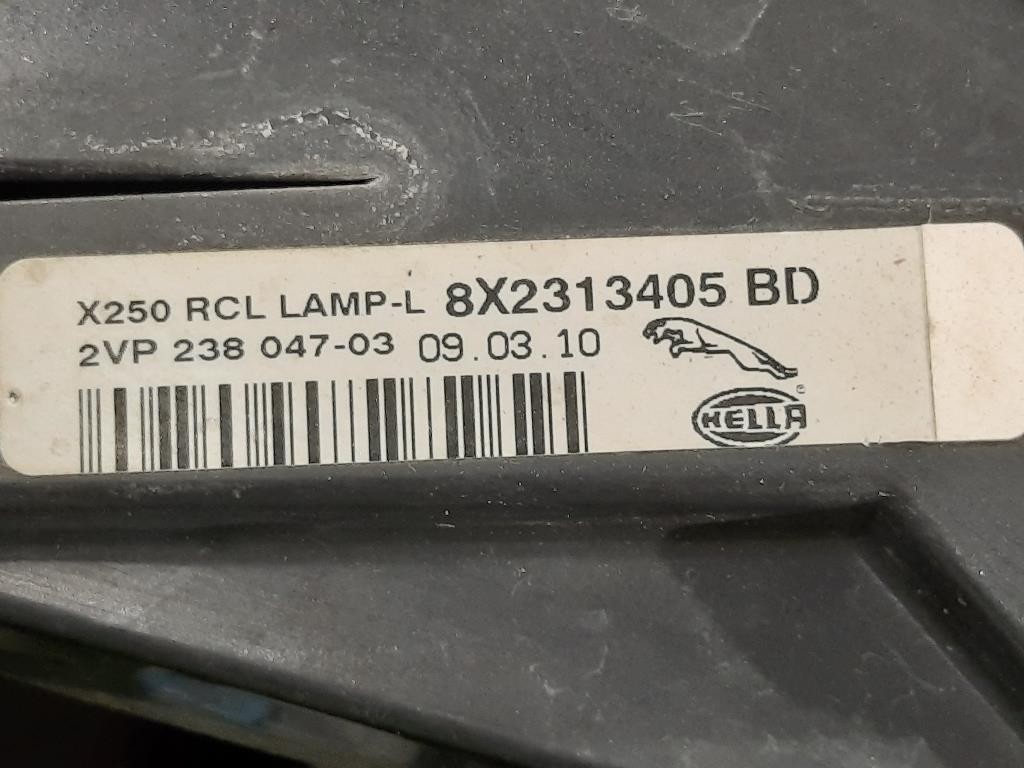 X250 RCL LAMP-L 8X2313405 BD
2VP 238 047-03 09.03.10
HELLA ®